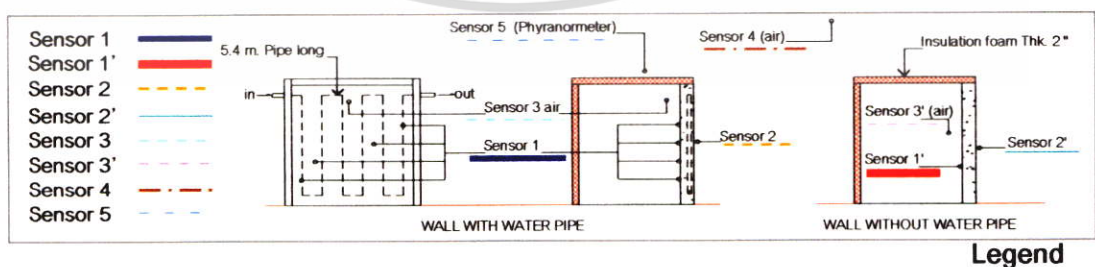 Sensor 1
Sensor 1'
Sensor 2
Sensor 2'
Sensor 3
Sensor 3'
Sensor 4
Sensor 5
5.4 m. Pipe long
in
out
Sensor 5 (Phyranormeter)
Sensor 4 (air)
Sensor 3 air
Sensor 1
Sensor 2
WALL WITH WATER PIPE
Insulation foam Thk. 2"
Sensor 3' (air)
Sensor 1'
Sensor 2'
WALL WITHOUT WATER PIPE
Legend